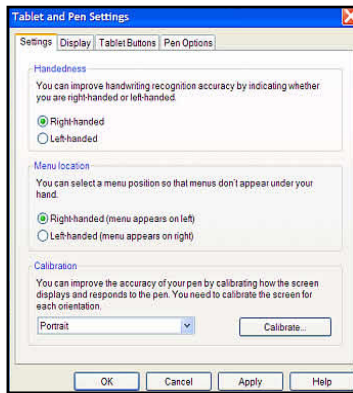 Tablet and Pen Settings
Settings Display Tablet Buttons Pen Options
Handedness
You can improve handwriting recognition accuracy by indicating whether
you are right-handed or left-handed.
Right-handed
Left-handed
Menu location
You can select a menu position so that menus don't appear under your
hand.
Right-handed (menu appears on left)
Left-handed (menu appears on right)
Calibration
You can improve the accuracy of your pen by calibrating how the screen
displays and responds to the pen. You need to calibrate the screen for
each orientation.
Portrait Calibrate...
OK Cancel Apply Help